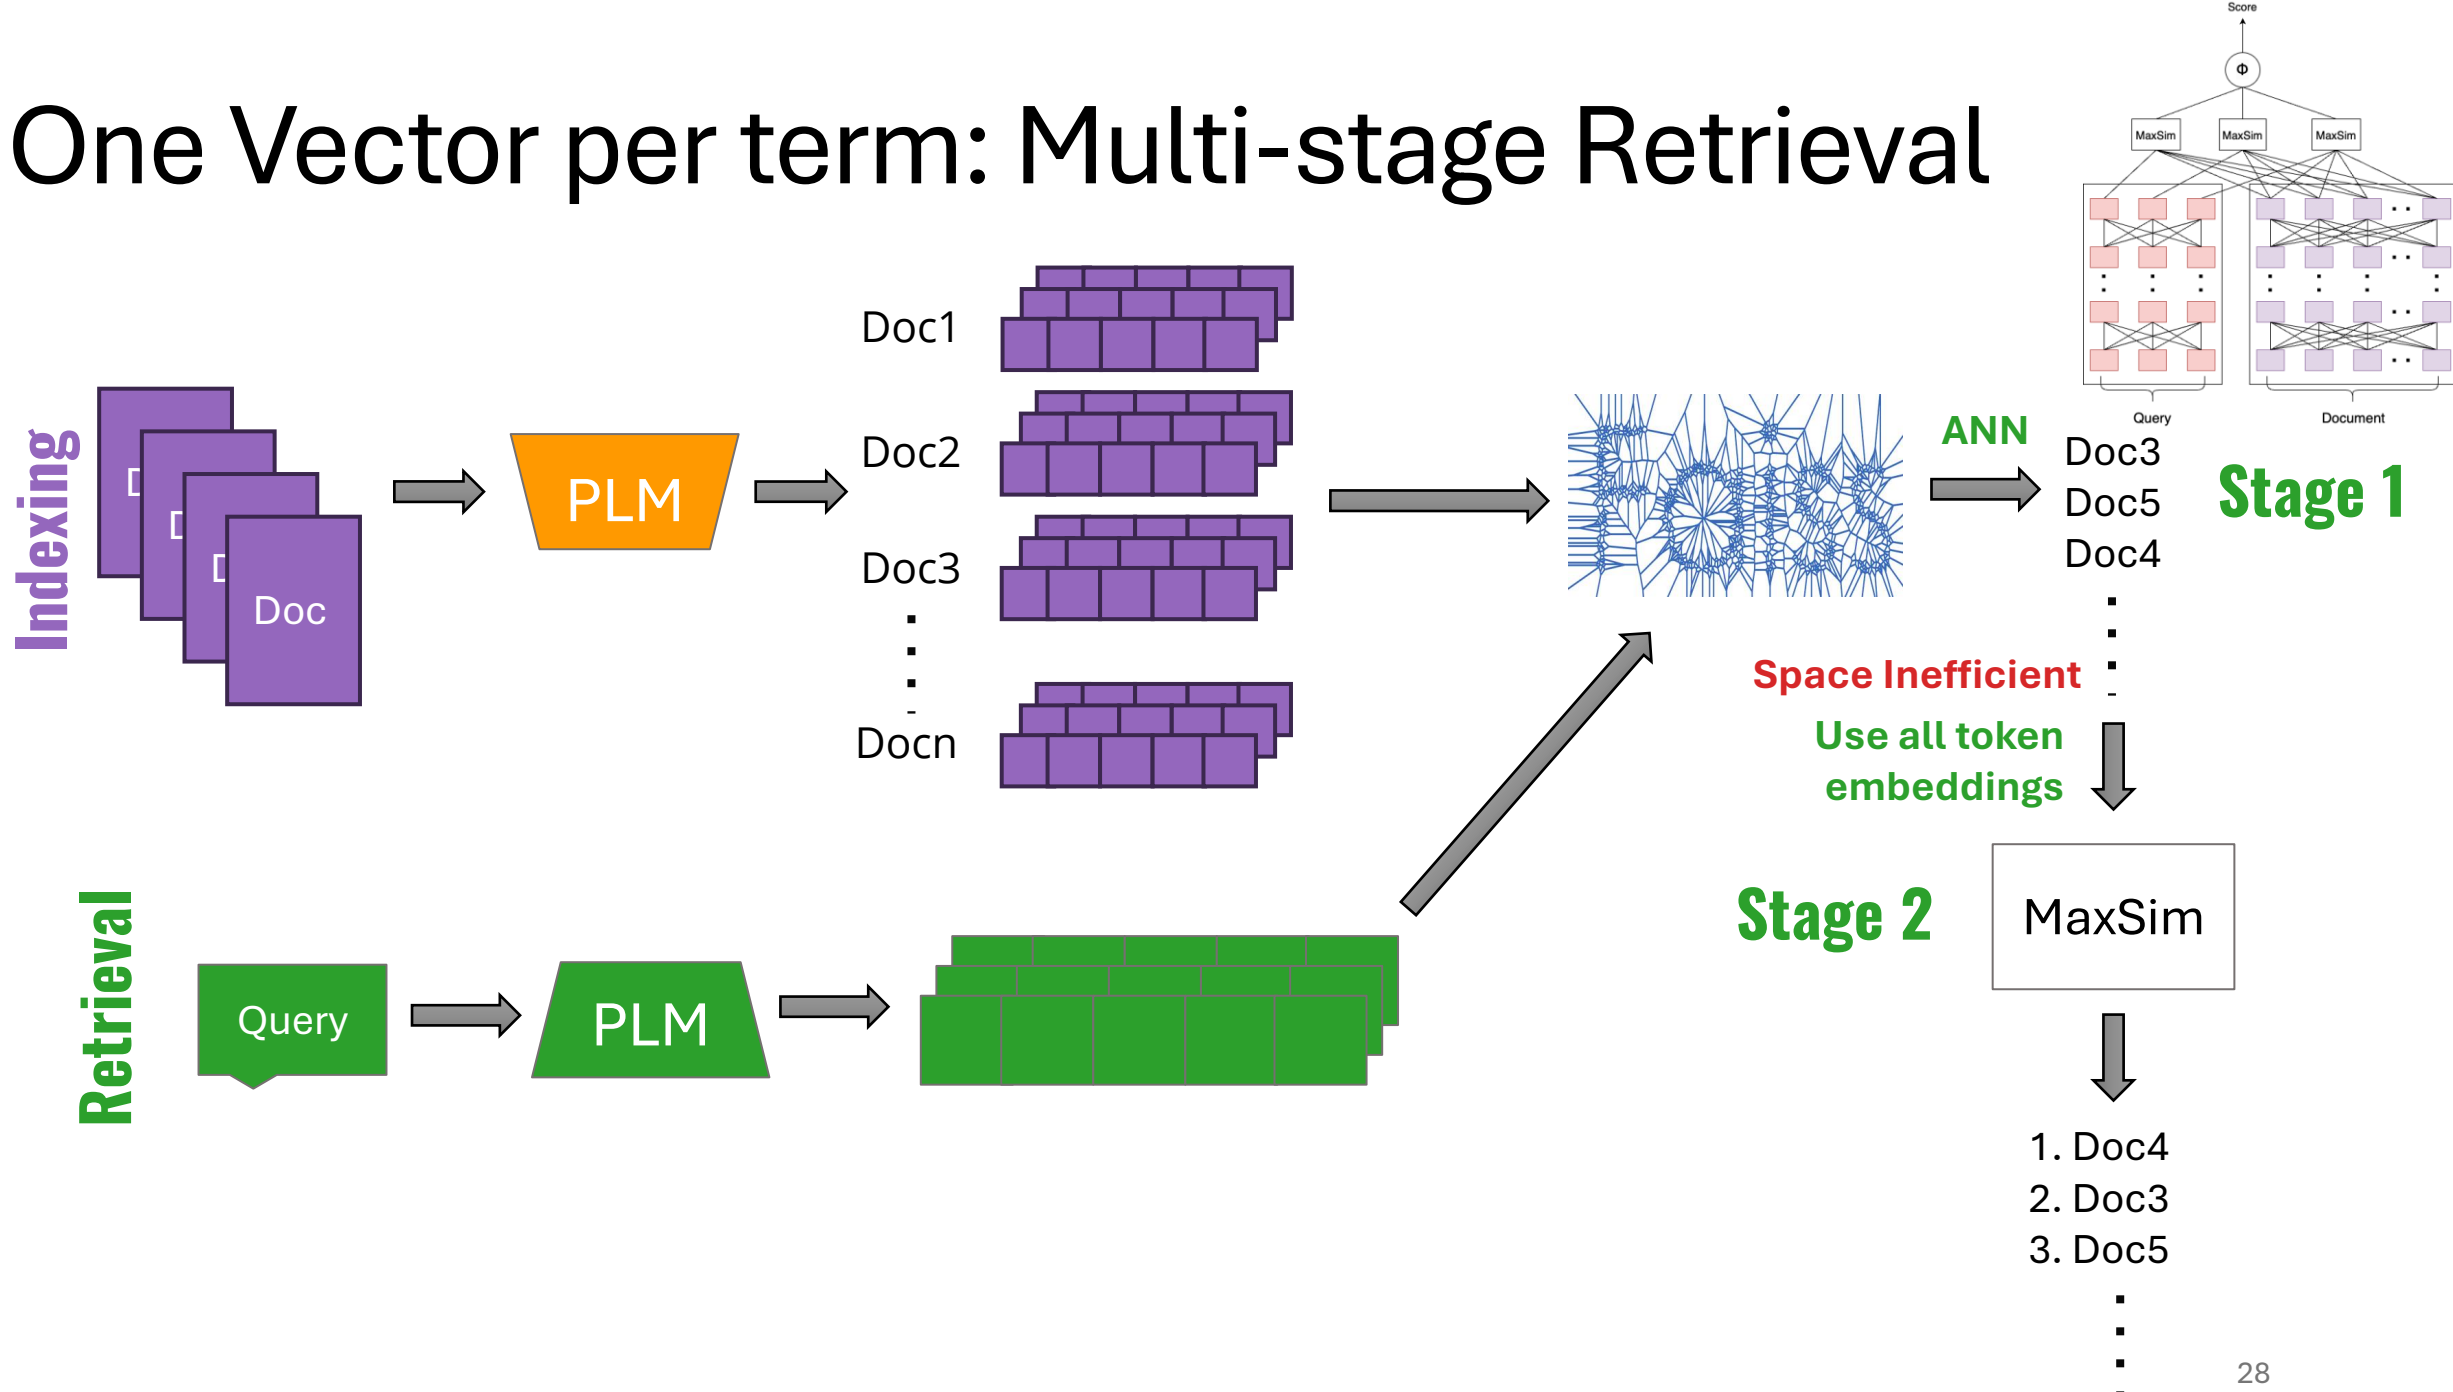 Score
Φ
MaxSim MaxSim MaxSim
Query Document
One Vector per term: Multi-stage Retrieval
Indexing
D
D
D
Doc
PLM
Doc1
Doc2
Doc3
Docn
ANN
Doc3
Doc5
Doc4
Stage 1
Space Inefficient
Use all token
embeddings
Retrieval
Query
PLM
Stage 2
MaxSim
1. Doc4
2. Doc3
3. Doc5
28